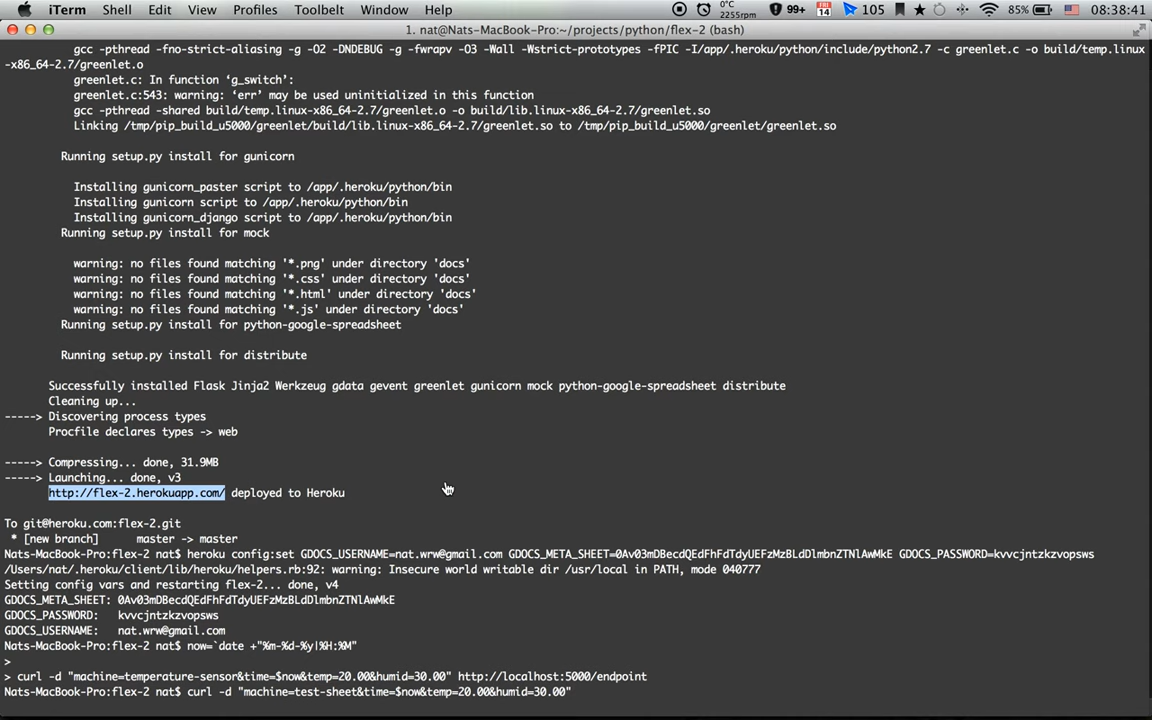 iTerm Shell Edit View Profiles Toolbelt Window Help 0°C 2255rpm 99+ FRI 14 105 85% 08:38:41
1. nat@Nats-MacBook-Pro:~/projects/python/flex-2 (bash)
gcc -pthread -fno-strict-aliasing -g -O2 -DNDEBUG -g -fwrapv -O3 -Wall -Wstrict-prototypes -fPIC -I/app/.heroku/python/include/python2.7 -c greenlet.c -o build/temp.linux
-x86_64-2.7/greenlet.o
greenlet.c: In function ‘g_switch’:
greenlet.c:543: warning: ‘err’ may be used uninitialized in this function
gcc -pthread -shared build/temp.linux-x86_64-2.7/greenlet.o -o build/lib.linux-x86_64-2.7/greenlet.so
Linking /tmp/pip_build_u5000/greenlet/build/lib.linux-x86_64-2.7/greenlet.so to /tmp/pip_build_u5000/greenlet/greenlet.so
Running setup.py install for gunicorn
Installing gunicorn_paster script to /app/.heroku/python/bin
Installing gunicorn script to /app/.heroku/python/bin
Installing gunicorn_django script to /app/.heroku/python/bin
Running setup.py install for mock
warning: no files found matching '*.png' under directory 'docs'
warning: no files found matching '*.css' under directory 'docs'
warning: no files found matching '*.html' under directory 'docs'
warning: no files found matching '*.js' under directory 'docs'
Running setup.py install for python-google-spreadsheet
Running setup.py install for distribute
Successfully installed Flask Jinja2 Werkzeug gdata gevent greenlet gunicorn mock python-google-spreadsheet distribute
Cleaning up...
-----> Discovering process types
Procfile declares types -> web
-----> Compressing... done, 31.9MB
-----> Launching... done, v3
http://flex-2.herokuapp.com/ deployed to Heroku
To git@heroku.com:flex-2.git
* [new branch] master -> master
Nats-MacBook-Pro:flex-2 nat$ heroku config:set GDOCS_USERNAME=nat.wrw@gmail.com GDOCS_META_SHEET=0Av03mDBecdQEdFhFdTdyUEFzMzBLdDlmbnZTNlAwMkE GDOCS_PASSWORD=kvvcjntzkzvopsws
/Users/nat/.heroku/client/lib/heroku/helpers.rb:92: warning: Insecure world writable dir /usr/local in PATH, mode 040777
Setting config vars and restarting flex-2... done, v4
GDOCS_META_SHEET: 0Av03mDBecdQEdFhFdTdyUEFzMzBLdDlmbnZTNlAwMkE
GDOCS_PASSWORD: kvvcjntzkzvopsws
GDOCS_USERNAME: nat.wrw@gmail.com
Nats-MacBook-Pro:flex-2 nat$ now=`date +"%m-%d-%y|%H:%M"
>
> curl -d "machine=temperature-sensor&time=$now&temp=20.00&humid=30.00" http://localhost:5000/endpoint
Nats-MacBook-Pro:flex-2 nat$ curl -d "machine=test-sheet&time=$now&temp=20.00&humid=30.00"